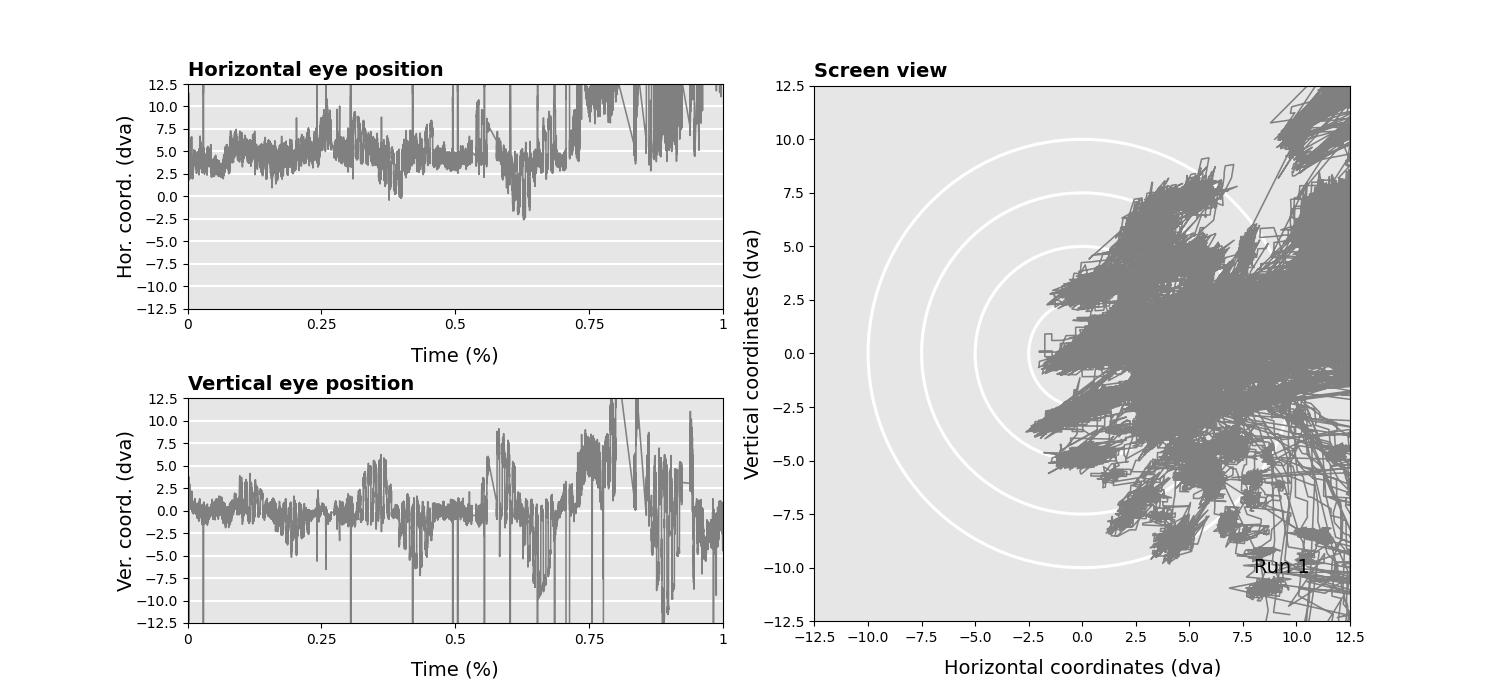 Horizontal eye position
12.5
10.0
7.5
5.0
2.5
0.0
−2.5
−5.0
−7.5
−10.0
−12.5
Hor. coord. (dva)
0 0.25 0.5 0.75 1
Time (%)
Vertical eye position
12.5
10.0
7.5
5.0
2.5
0.0
−2.5
−5.0
−7.5
−10.0
−12.5
Ver. coord. (dva)
0 0.25 0.5 0.75 1
Time (%)
Screen view
12.5
10.0
7.5
5.0
2.5
0.0
−2.5
−5.0
−7.5
−10.0
−12.5
Vertical coordinates (dva)
Run 1
−12.5 −10.0 −7.5 −5.0 −2.5 0.0 2.5 5.0 7.5 10.0 12.5
Horizontal coordinates (dva)